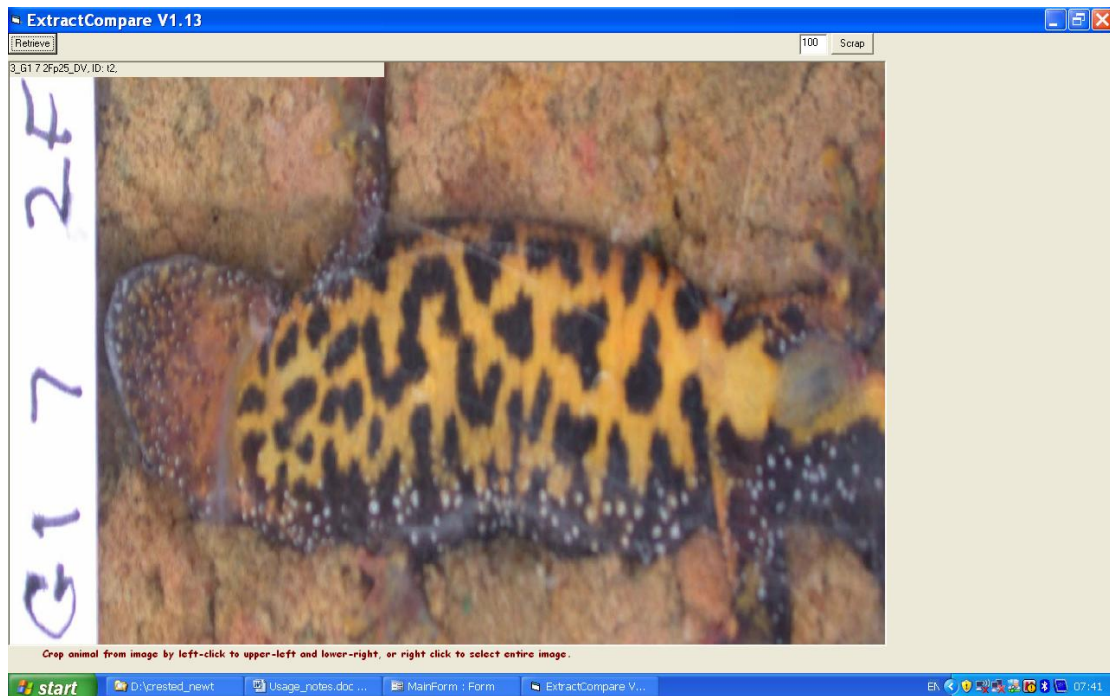 ExtractCompare V1.13
Retrieve
100
Scrap
3_G1 7 2Fp25_DV, ID: t2,
G1 7 2F
Crop animal from image by left-click to upper-left and lower-right, or right click to select entire image.
start
D:\crested_newt
Usage_notes.doc ...
MainForm : Form
ExtractCompare V...
EN
07:41